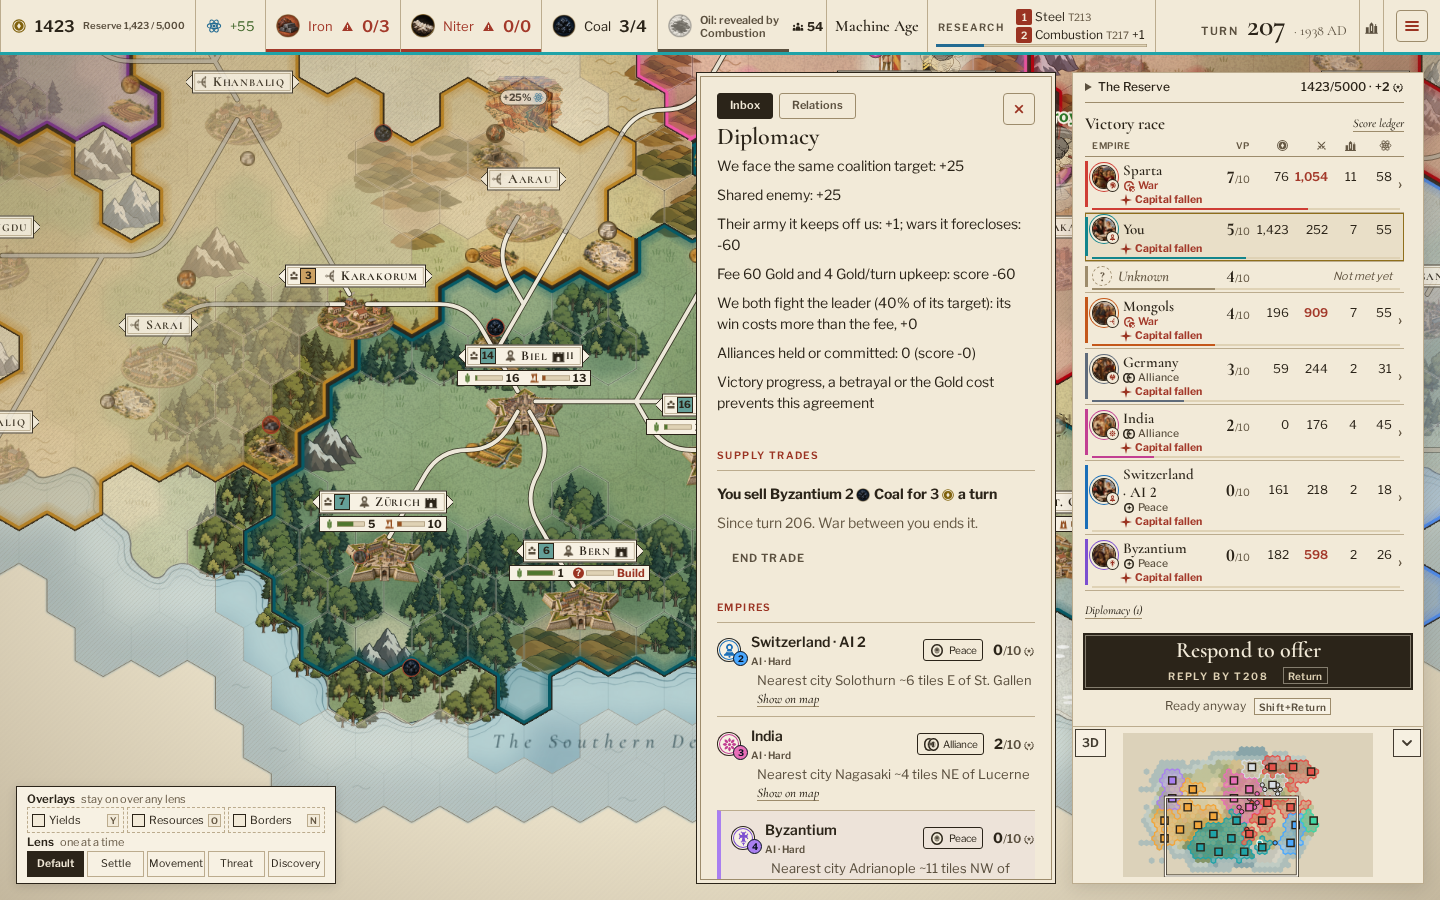 1423 Reserve 1,423 / 5,000
+55
Iron 0/3
Niter 0/0
Coal 3/4
Oil: revealed by
Combustion
54
Machine Age
RESEARCH
1 Steel T213
2 Combustion T217 +1
TURN 207 · 1938 AD
KHANBALIQ
+25%
AARAU
3 KARAKORUM
SARAI
14 BIEL II
16 13
16
7 ZÜRICH
5 10
6 BERN
1 ? Build
The Southern De
Overlays stay on over any lens
Yields Y
Resources O
Borders N
Lens one at a time
Default
Settle
Movement
Threat
Discovery
Inbox
Relations
×
Diplomacy
We face the same coalition target: +25
Shared enemy: +25
Their army it keeps off us: +1; wars it forecloses:
-60
Fee 60 Gold and 4 Gold/turn upkeep: score -60
We both fight the leader (40% of its target): its
win costs more than the fee, +0
Alliances held or committed: 0 (score -0)
Victory progress, a betrayal or the Gold cost
prevents this agreement
SUPPLY TRADES
You sell Byzantium 2 Coal for 3 a turn
Since turn 206. War between you ends it.
END TRADE
EMPIRES
2
Switzerland · AI 2
AI · Hard
Peace
0/10
Nearest city Solothurn ~6 tiles E of St. Gallen
Show on map
3
India
AI · Hard
Alliance
2/10
Nearest city Nagasaki ~4 tiles NE of Lucerne
Show on map
4
Byzantium
AI · Hard
Peace
0/10
Nearest city Adrianople ~11 tiles NW of
The Reserve 1423/5000 · +2
Victory race Score ledger
EMPIRE VP
Sparta 7/10 76 1,054 11 58
War
Capital fallen
You 5/10 1,423 252 7 55
Capital fallen
? Unknown 4/10 Not met yet
Mongols 4/10 196 909 7 55
War
Capital fallen
Germany 3/10 59 244 2 31
Alliance
Capital fallen
India 2/10 0 176 4 45
Alliance
Capital fallen
Switzerland
· AI 2 0/10 161 218 2 18
Peace
Capital fallen
Byzantium 0/10 182 598 2 26
Peace
Capital fallen
Diplomacy (1)
Respond to offer
REPLY BY T208 Return
Ready anyway Shift+Return
3D